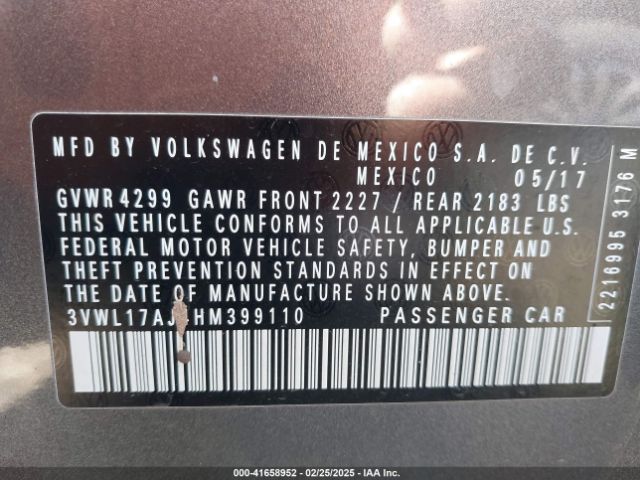 MFD BY VOLKSWAGEN DE MEXICO S.A. DE C.V.
MEXICO 05/17
GVWR 4299 GAWR FRONT 2227 / REAR 2183 LBS
THIS VEHICLE CONFORMS TO ALL APPLICABLE U.S.
FEDERAL MOTOR VEHICLE SAFETY, BUMPER AND
THEFT PREVENTION STANDARDS IN EFFECT ON
THE DATE OF MANUFACTURE SHOWN ABOVE.
PASSENGER CAR
2216995 3176 M
000-41658952 | 02/25/2025 | IAA Inc.